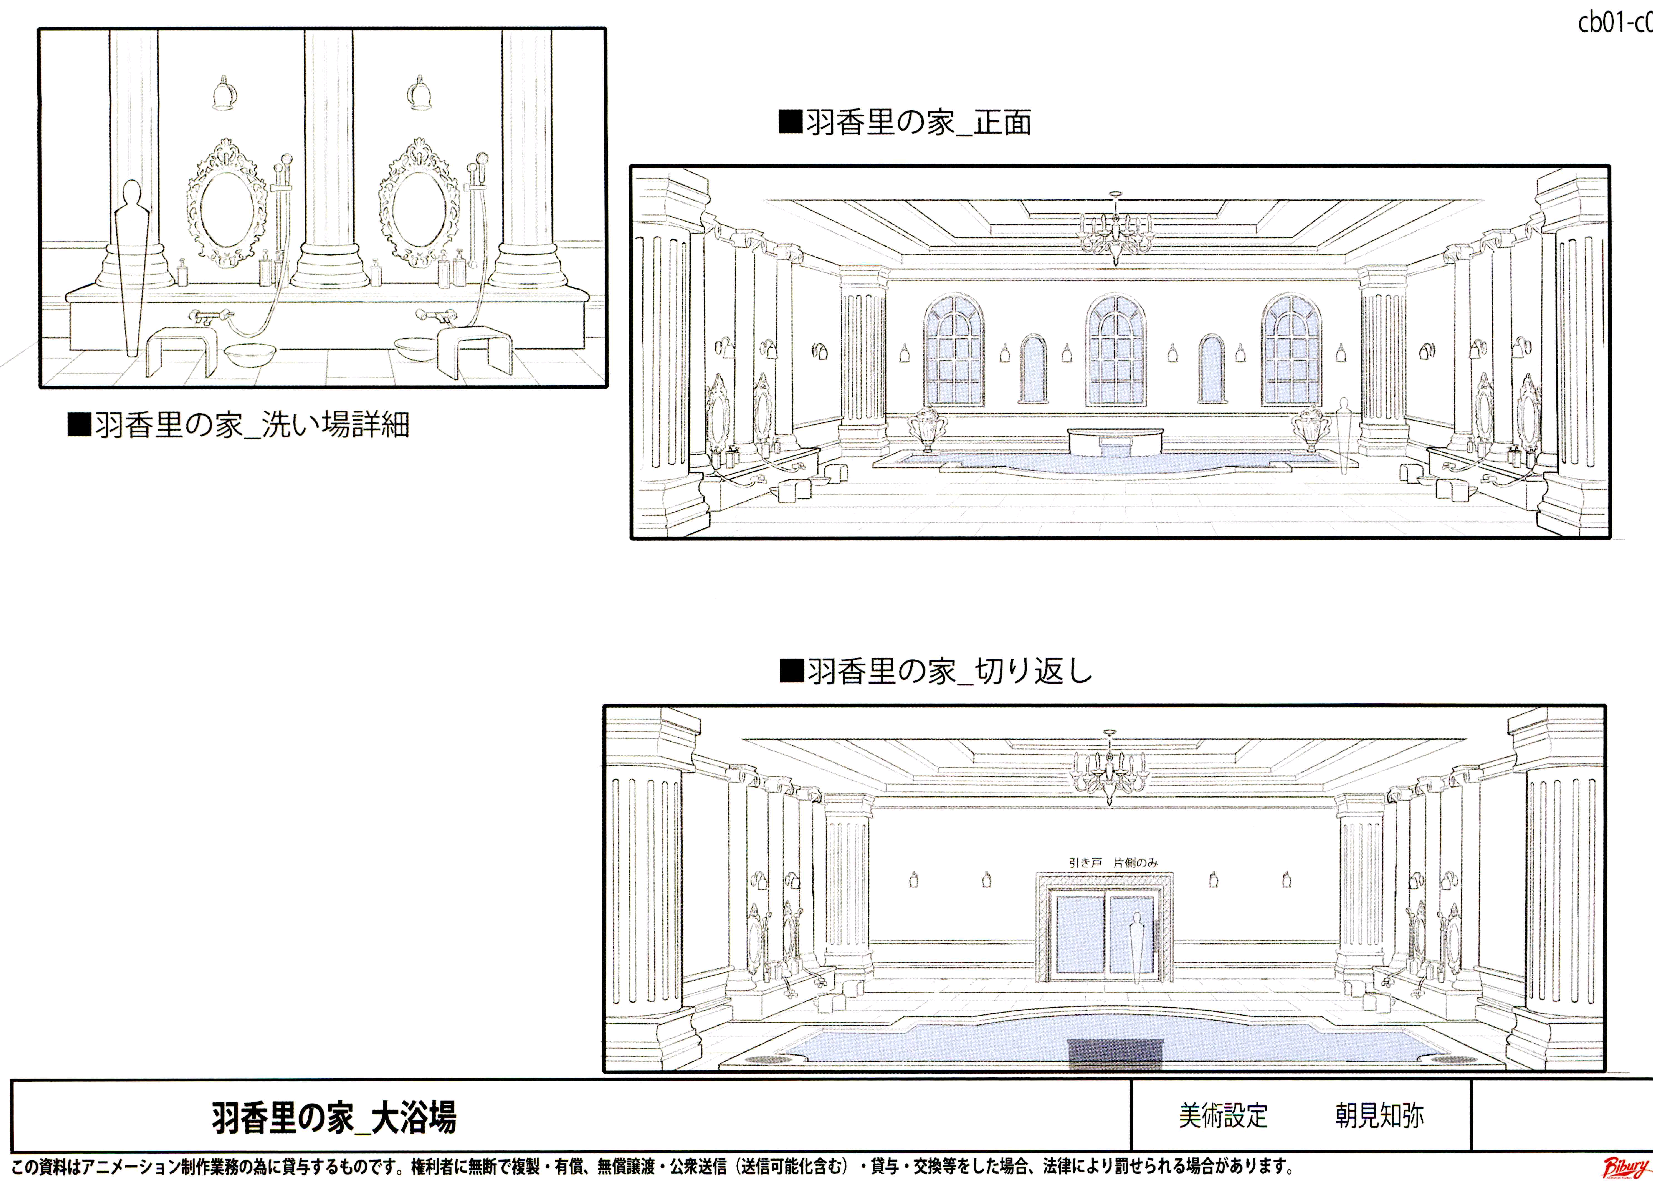 cb01-c0
■羽香里の家_正面
■羽香里の家_洗い場詳細
■羽香里の家_切り返し
引き戸　片側のみ
羽香里の家_大浴場
美術設定　朝見知弥
この資料はアニメーション制作業務の為に貸与するものです。権利者に無断で複製・有償、無償譲渡・公衆送信（送信可能化含む）・貸与・交換等をした場合、法律により罰せられる場合があります。
Bibury